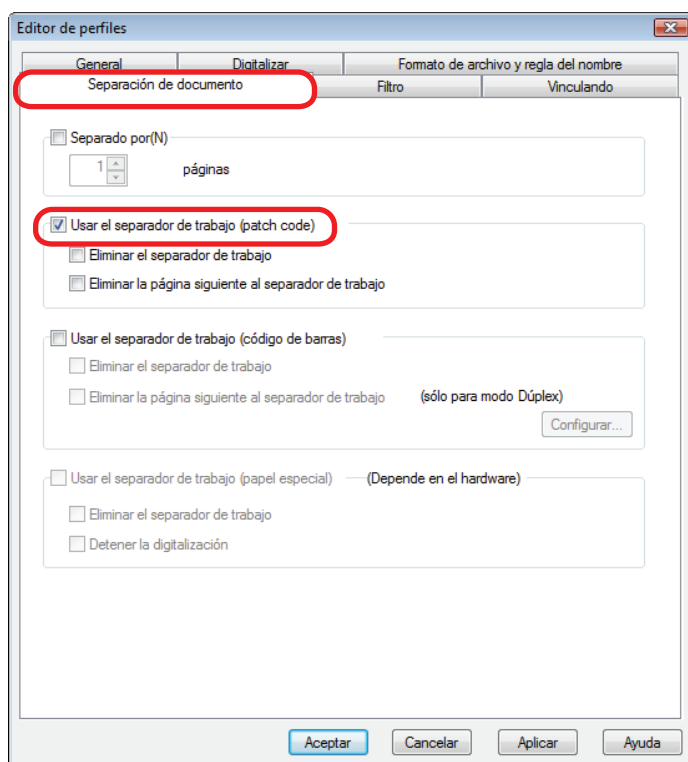 Editor de perfiles
General Digitalizar Formato de archivo y regla del nombre
Separación de documento Filtro Vinculando
Separado por(N)
1 páginas
Usar el separador de trabajo (patch code)
Eliminar el separador de trabajo
Eliminar la página siguiente al separador de trabajo
Usar el separador de trabajo (código de barras)
Eliminar el separador de trabajo
Eliminar la página siguiente al separador de trabajo (sólo para modo Dúplex)
Configurar...
Usar el separador de trabajo (papel especial) (Depende en el hardware)
Eliminar el separador de trabajo
Detener la digitalización
Aceptar Cancelar Aplicar Ayuda